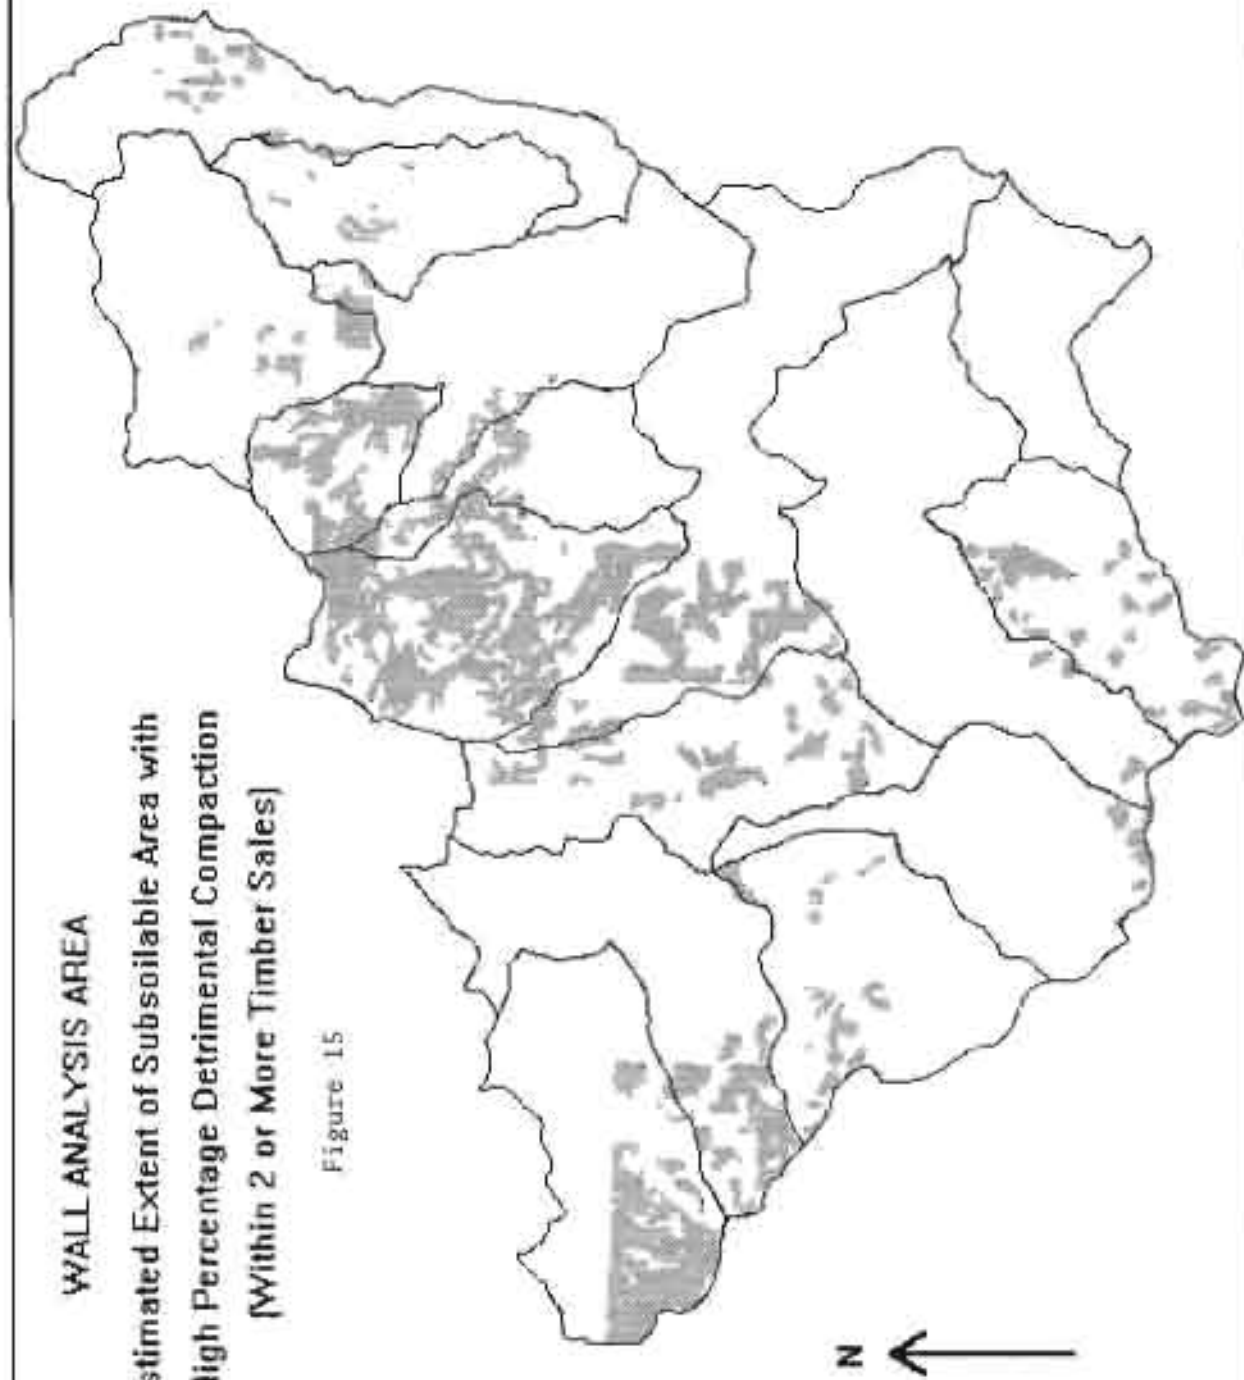 WALL ANALYSIS AREA
stimated Extent of Subsoilable Area with
ligh Percentage Detrimental Compaction
(Within 2 or More Timber Sales)
Figure 15
N